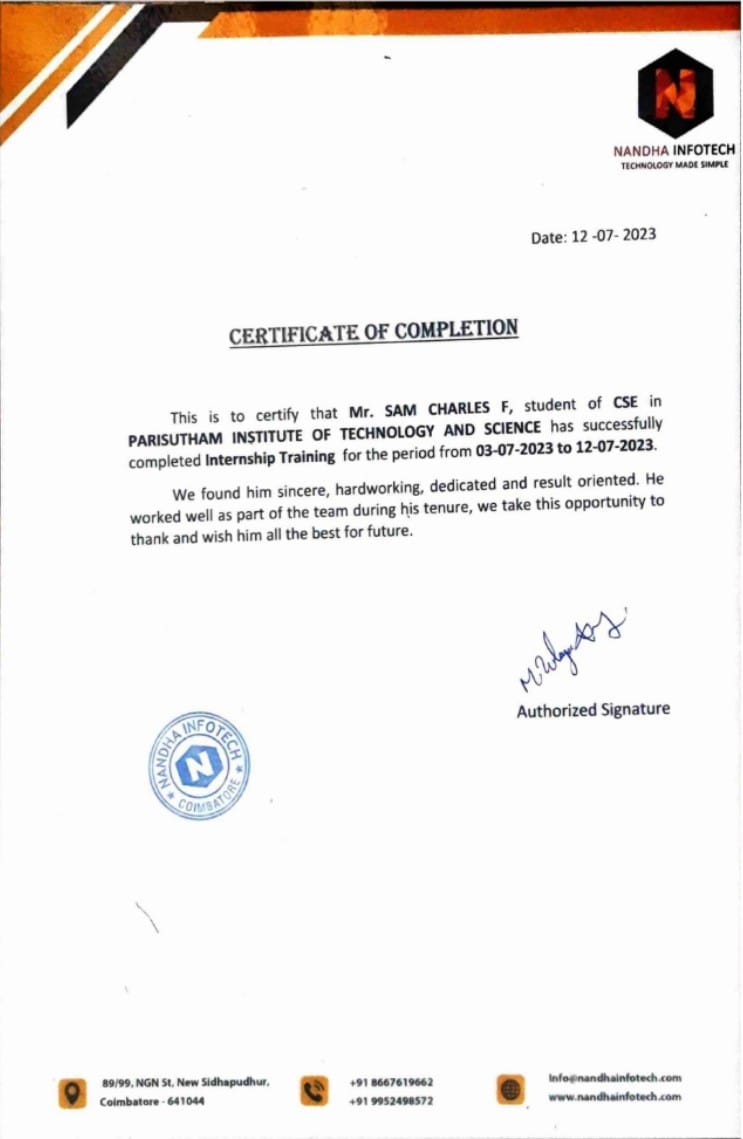 N
NANDHA INFOTECH
TECHNOLOGY MADE SIMPLE
Date: 12 -07- 2023
CERTIFICATE OF COMPLETION
This is to certify that Mr. SAM CHARLES F, student of CSE in
PARISUTHAM INSTITUTE OF TECHNOLOGY AND SCIENCE has successfully
completed Internship Training for the period from 03-07-2023 to 12-07-2023.
We found him sincere, hardworking, dedicated and result oriented. He
worked well as part of the team during his tenure, we take this opportunity to
thank and wish him all the best for future.
Authorized Signature
NANDHA INFOTECH
N
★ COIMBATORE ★
89/99, NGN St, New Sidhapudhur,
Coimbatore - 641044
+91 8667619662
+91 9952498572
Info@nandhainfotech.com
www.nandhainfotech.com